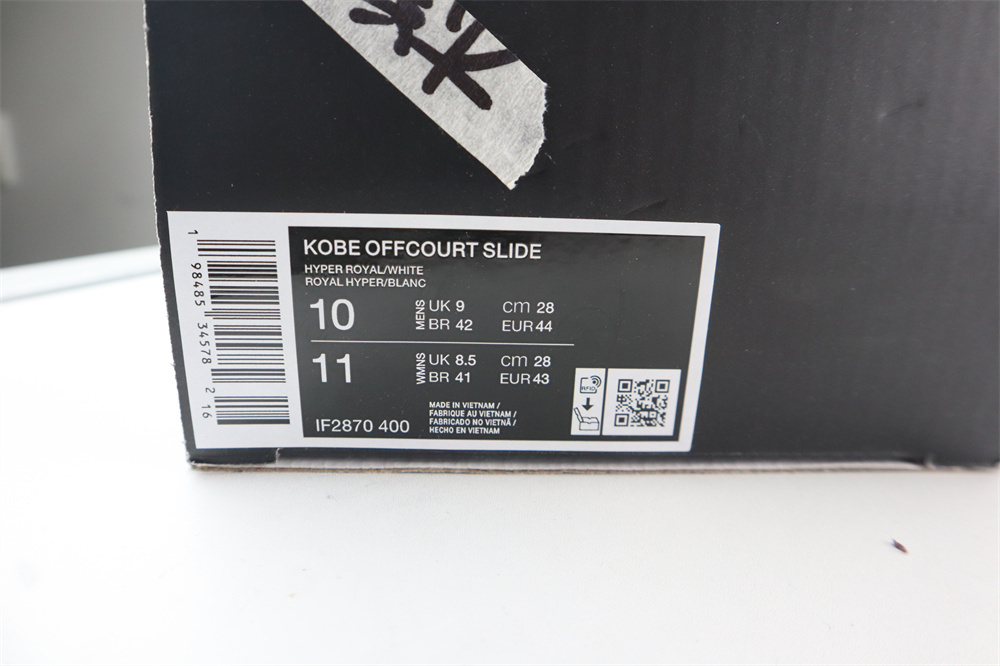 KOBE OFFCOURT SLIDE
HYPER ROYAL/WHITE
ROYAL HYPER/BLANC
10
MENS
UK 9 cm 28
BR 42 EUR 44
11
WMNS
UK 8.5 cm 28
BR 41 EUR 43
IF2870 400
MADE IN VIETNAM /
FABRIQUE AU VIETNAM /
FABRICADO NO VIETNÃ /
HECHO EN VIETNAM
RFID
1 98485 34578 2 16